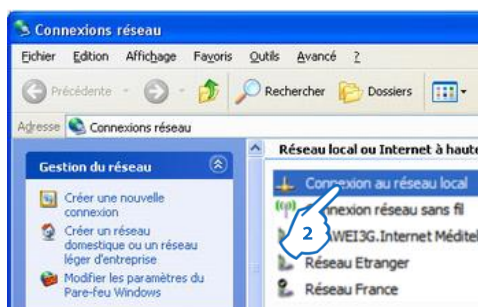 Connexions réseau
Fichier Edition Affichage Favoris Outils Avancé ?
Précédente Rechercher Dossiers
Adresse Connexions réseau
Réseau local ou Internet à haute
Gestion du réseau
Connexion au réseau local
Créer une nouvelle
connexion
réseau sans fil
Créer un réseau
domestique ou un réseau
léger d'entreprise
2
Internet Méditel
Réseau Etranger
Modifier les paramètres du
Pare-feu Windows
Réseau France